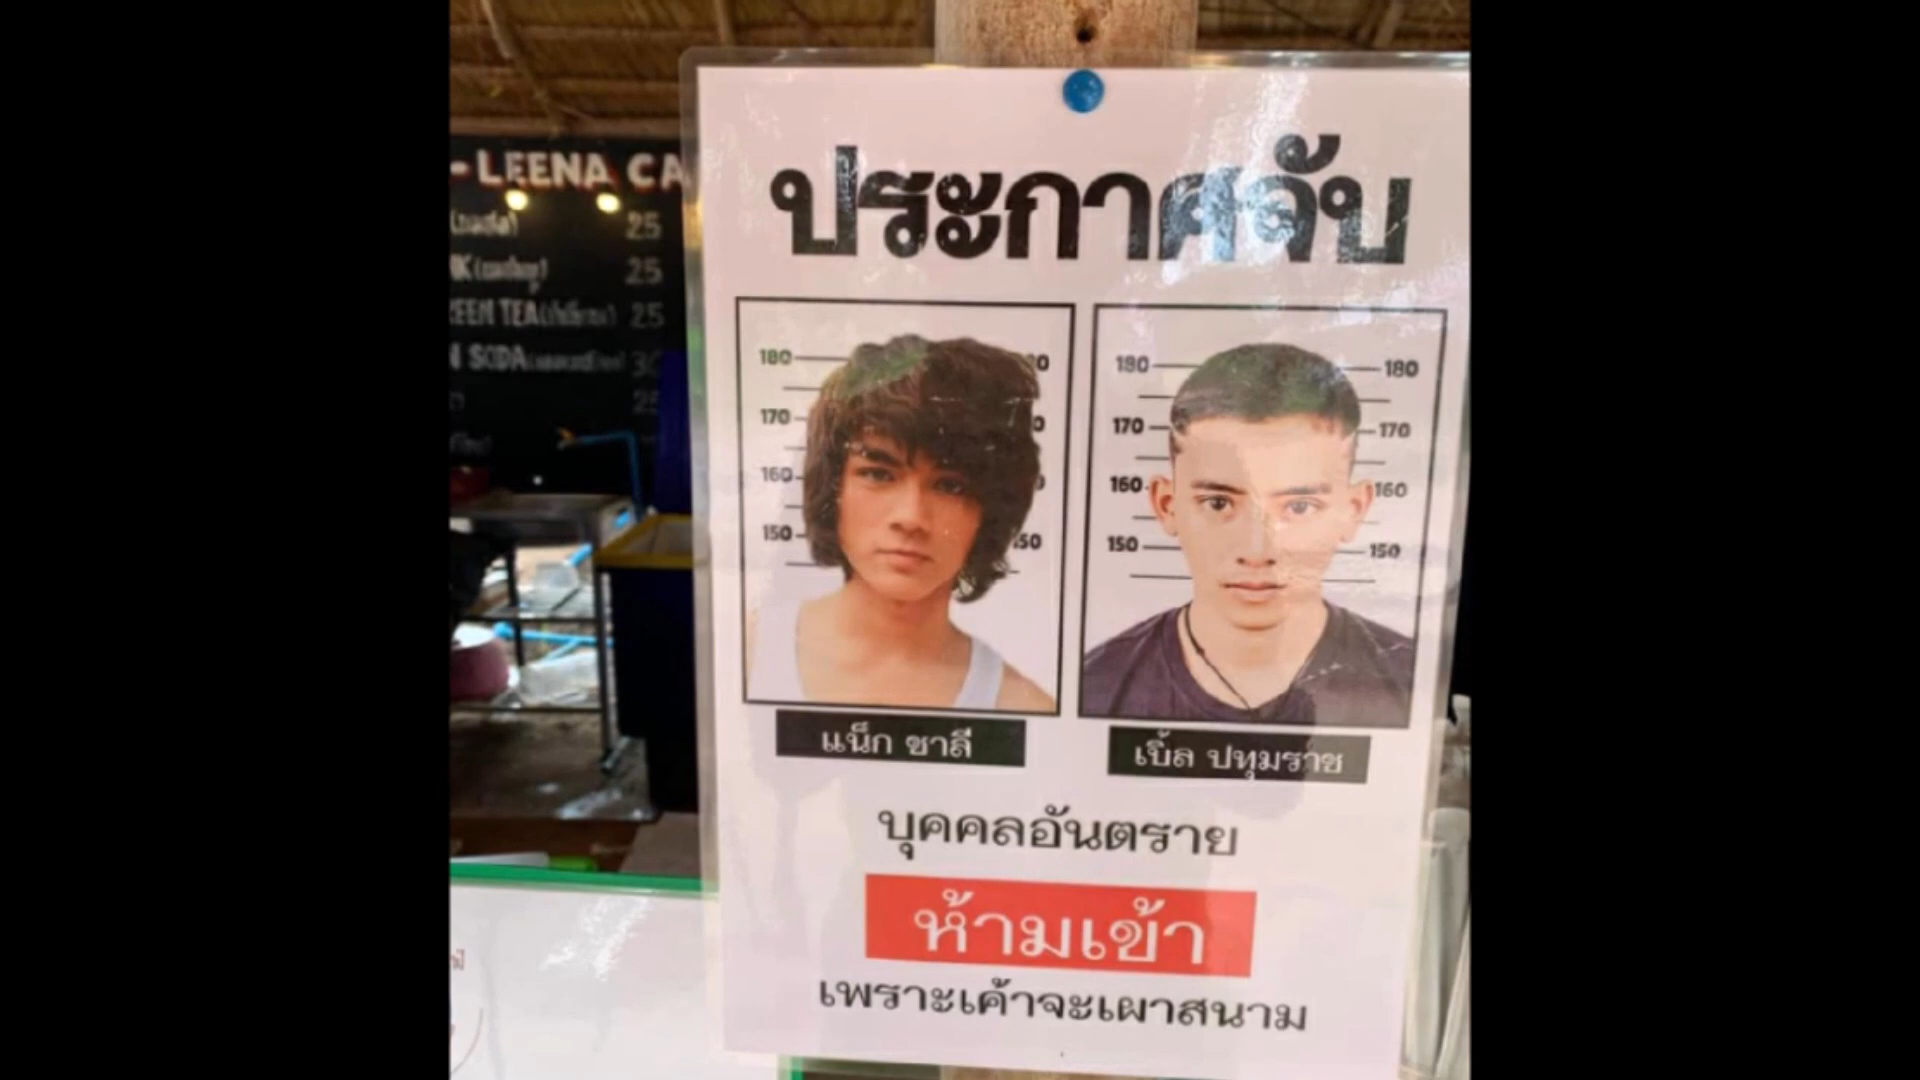 -LEENA CA
25
25
TEA 25
SODA
ประกาศจับ
180 180 180
170 170 170
160 160 160
150 150 150 150
แน็ก ชาลี
เบิ้ล ปทุมราช
บุคคลอันตราย
ห้ามเข้า
เพราะเค้าจะเผาสนาม